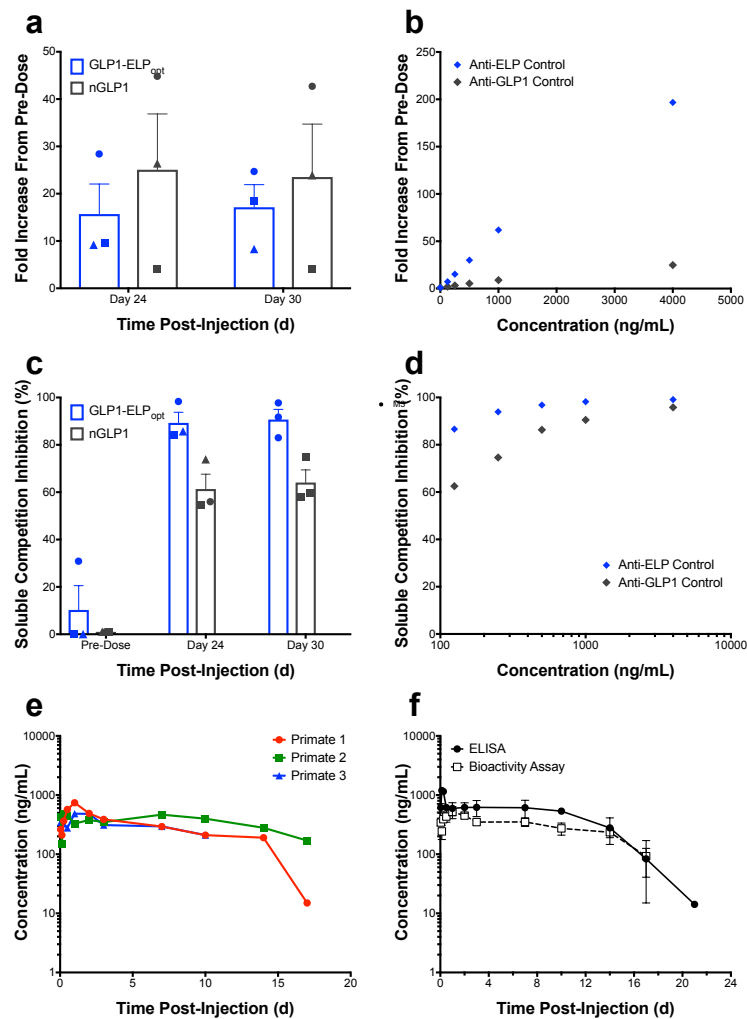 a
Fold Increase From Pre-Dose
50
40
30
20
10
0
GLP1-ELPopt
nGLP1
Day 24
Day 30
Time Post-Injection (d)
b
Fold Increase From Pre-Dose
250
200
150
100
50
0
Anti-ELP Control
Anti-GLP1 Control
0
1000
2000
3000
4000
5000
Concentration (ng/mL)
c
Soluble Competition Inhibition (%)
100
80
60
40
20
0
GLP1-ELPopt
nGLP1
Pre-Dose
Day 24
Day 30
Time Post-Injection (d)
d
Soluble Competition Inhibition (%)
100
80
60
40
20
0
Anti-ELP Control
Anti-GLP1 Control
100
1000
10000
Concentration (ng/mL)
e
Concentration (ng/mL)
10000
1000
100
10
1
Primate 1
Primate 2
Primate 3
0
5
10
15
20
Time Post-Injection (d)
f
Concentration (ng/mL)
10000
1000
100
10
1
ELISA
Bioactivity Assay
0
4
8
12
16
20
24
Time Post-Injection (d)